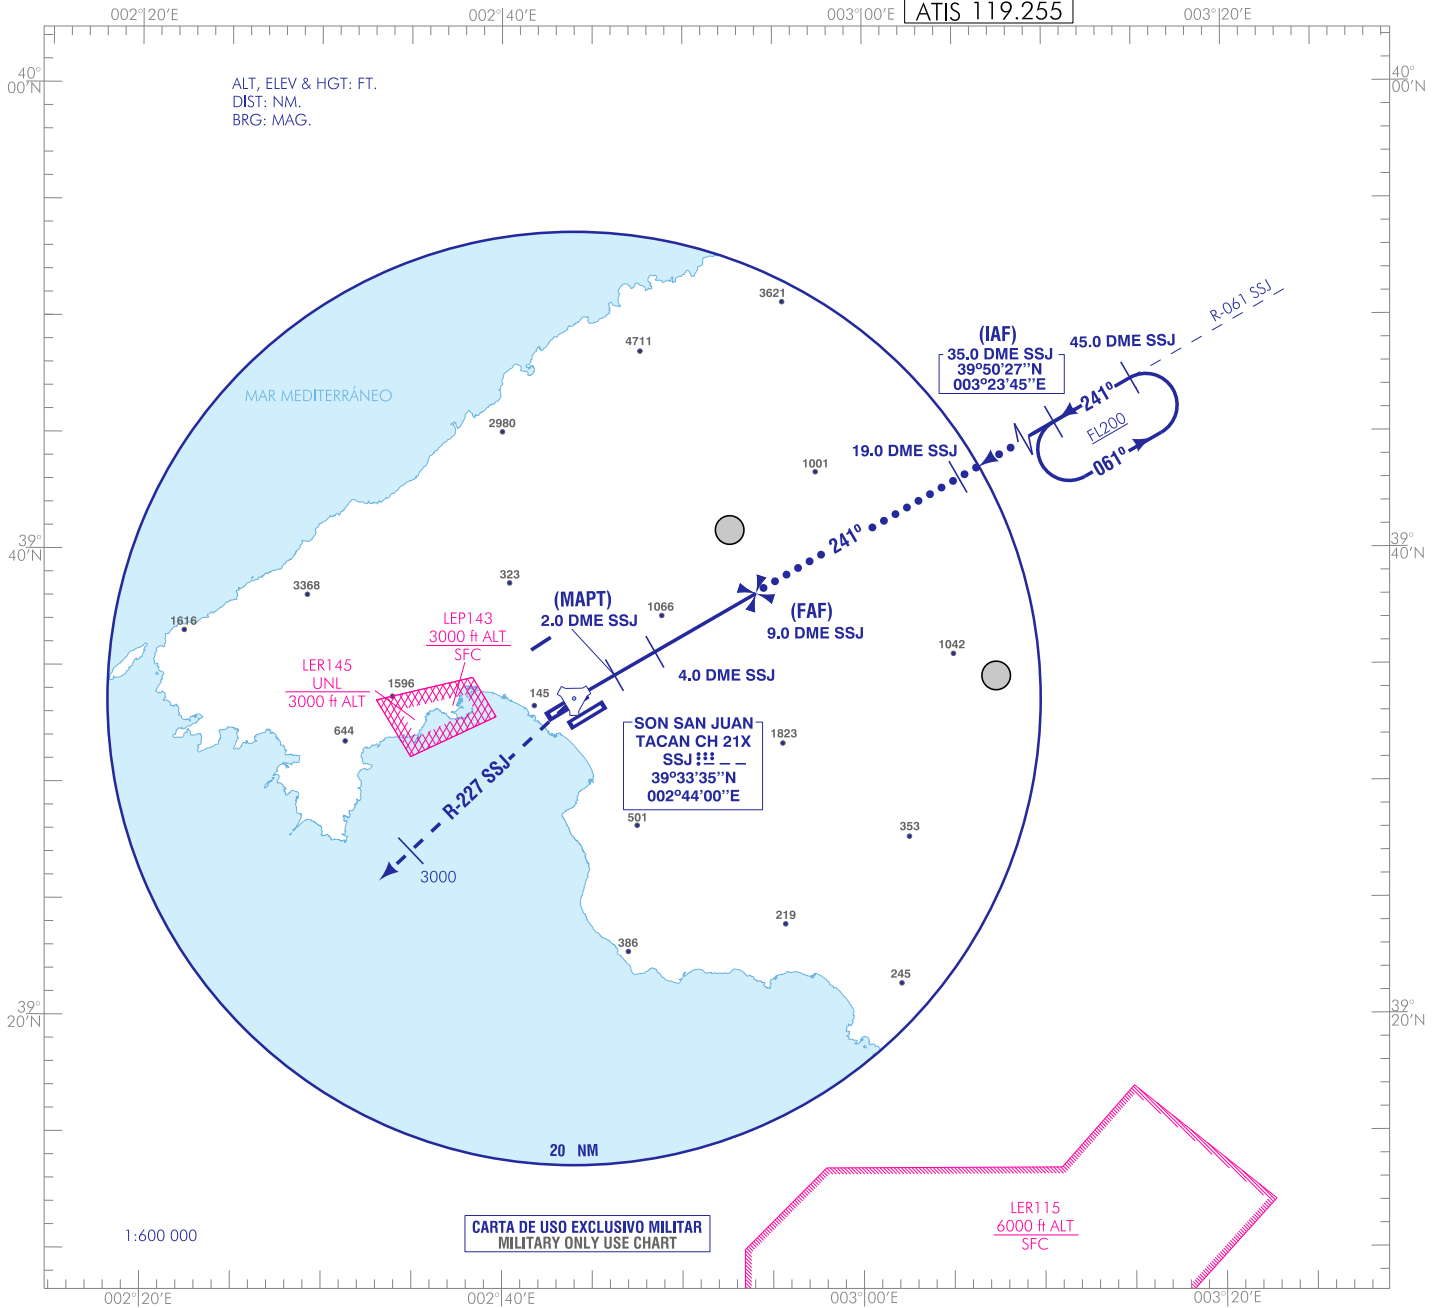 ATIS 119.255
002°20'E
002°40'E
003°00'E
003°20'E
40°
00'N
40°
00'N
ALT, ELEV & HGT: FT.
DIST: NM.
BRG: MAG.
R-061 SSJ
3621
(IAF)
35.0 DME SSJ
39°50'27''N
003°23'45''E
45.0 DME SSJ
4711
MAR MEDITERRÁNEO
241°
FL200
061°
2980
19.0 DME SSJ
1001
39°
40'N
241°
39°
40'N
323
3368
(MAPT)
2.0 DME SSJ
1066
(FAF)
9.0 DME SSJ
1616
LEP143
3000 ft ALT
SFC
1042
LER145
UNL
3000 ft ALT
4.0 DME SSJ
1596
145
644
SON SAN JUAN
TACAN CH 21X
SSJ
39°33'35''N
002°44'00''E
1823
R-227 SSJ
501
353
3000
219
386
245
39°
20'N
39°
20'N
20 NM
LER115
6000 ft ALT
SFC
1:600 000
CARTA DE USO EXCLUSIVO MILITAR
MILITARY ONLY USE CHART
002°20'E
002°40'E
003°00'E
003°20'E